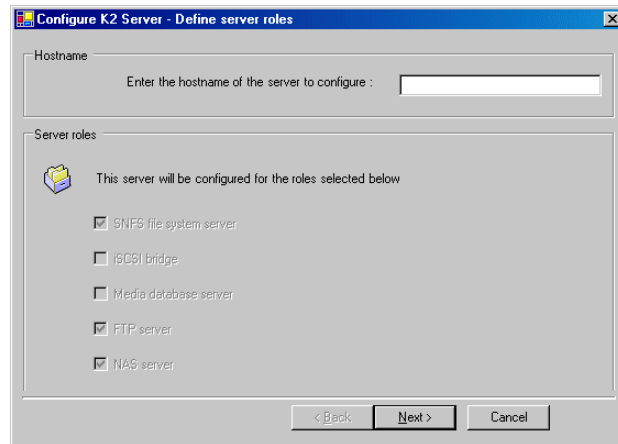 Configure K2 Server - Define server roles
Hostname
Enter the hostname of the server to configure :
Server roles
This server will be configured for the roles selected below
SNFS file system server
iSCSI bridge
Media database server
FTP server
NAS server
< Back Next > Cancel